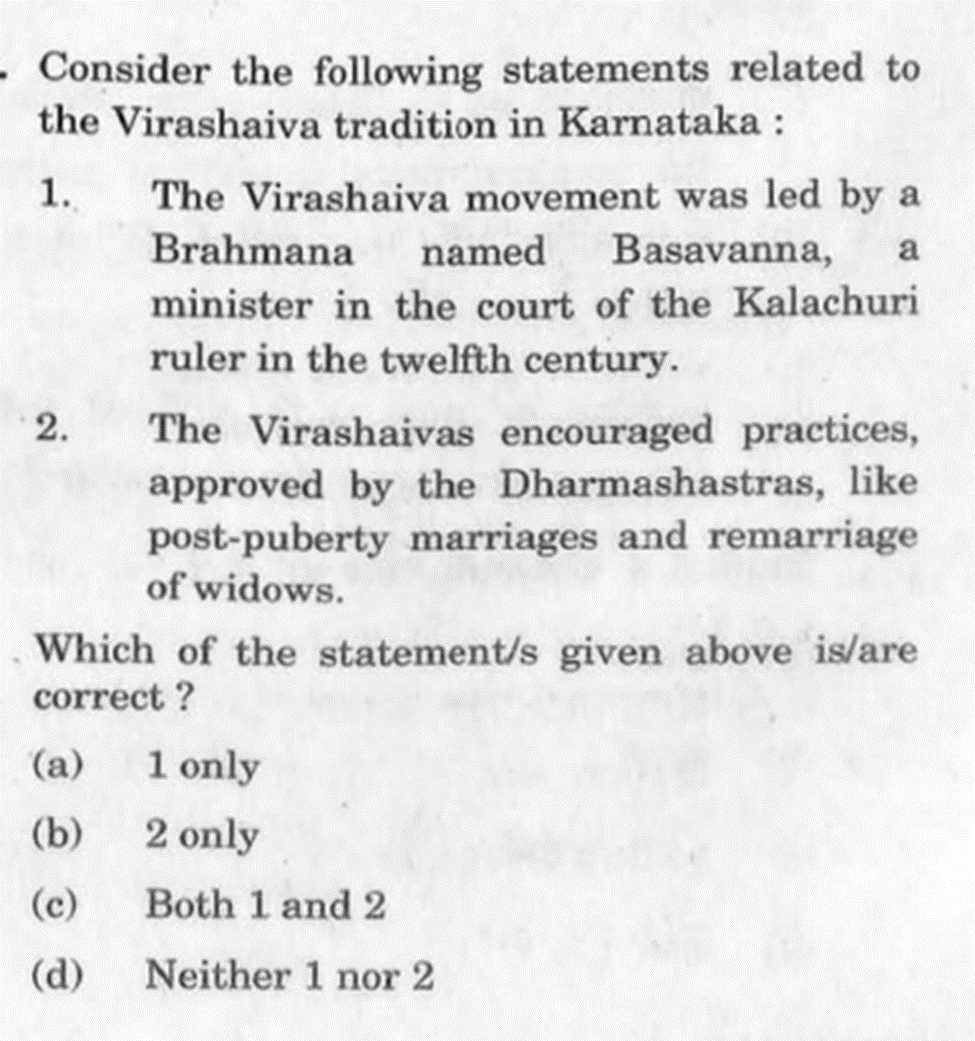 . Consider the following statements related to
the Virashaiva tradition in Karnataka :
1. The Virashaiva movement was led by a
Brahmana named Basavanna, a
minister in the court of the Kalachuri
ruler in the twelfth century.
2. The Virashaivas encouraged practices,
approved by the Dharmashastras, like
post-puberty marriages and remarriage
of widows.
Which of the statement/s given above is/are
correct ?
(a) 1 only
(b) 2 only
(c) Both 1 and 2
(d) Neither 1 nor 2